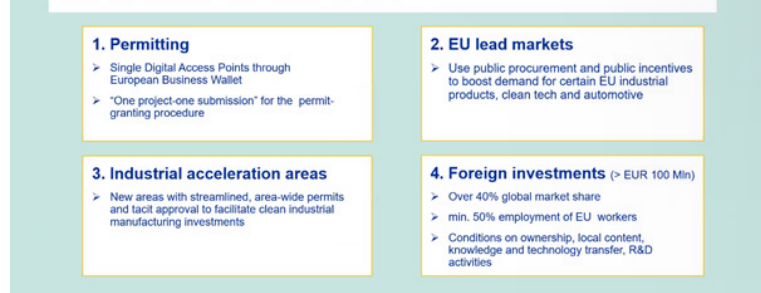 1. Permitting
➢ Single Digital Access Points through
European Business Wallet
➢ “One project-one submission” for the permit-
granting procedure
2. EU lead markets
➢ Use public procurement and public incentives
to boost demand for certain EU industrial
products, clean tech and automotive
3. Industrial acceleration areas
➢ New areas with streamlined, area-wide permits
and tacit approval to facilitate clean industrial
manufacturing investments
4. Foreign investments (> EUR 100 Mln)
➢ Over 40% global market share
➢ min. 50% employment of EU workers
➢ Conditions on ownership, local content,
knowledge and technology transfer, R&D
activities